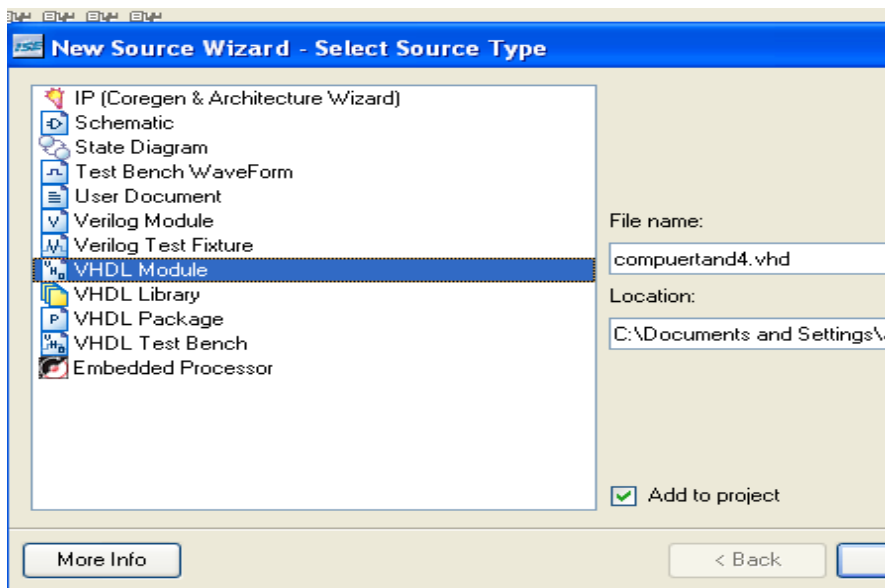 New Source Wizard - Select Source Type
IP (Coregen & Architecture Wizard)
Schematic
State Diagram
Test Bench WaveForm
User Document
Verilog Module
Verilog Test Fixture
VHDL Module
VHDL Library
VHDL Package
VHDL Test Bench
Embedded Processor
File name:
compuertand4.vhd
Location:
C:\Documents and Settings\
Add to project
More Info
< Back